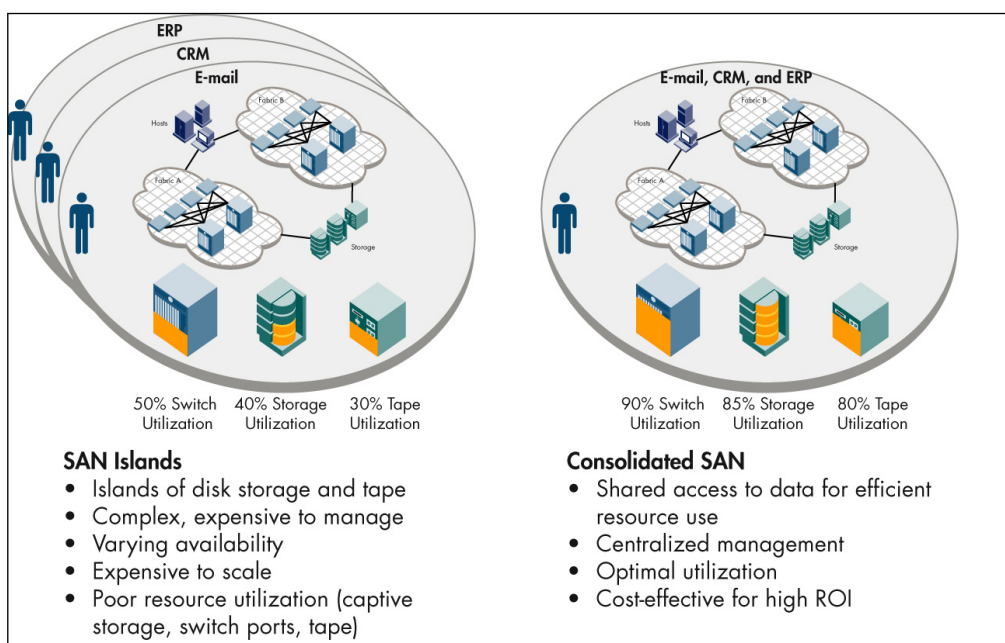 ERP
CRM
E-mail
Fabric B
Hosts
Fabric A
Storage
50% Switch
Utilization
40% Storage
Utilization
30% Tape
Utilization
SAN Islands
• Islands of disk storage and tape
• Complex, expensive to manage
• Varying availability
• Expensive to scale
• Poor resource utilization (captive
storage, switch ports, tape)
E-mail, CRM, and ERP
Fabric B
Hosts
Fabric A
Storage
90% Switch
Utilization
85% Storage
Utilization
80% Tape
Utilization
Consolidated SAN
• Shared access to data for efficient
resource use
• Centralized management
• Optimal utilization
• Cost-effective for high ROI